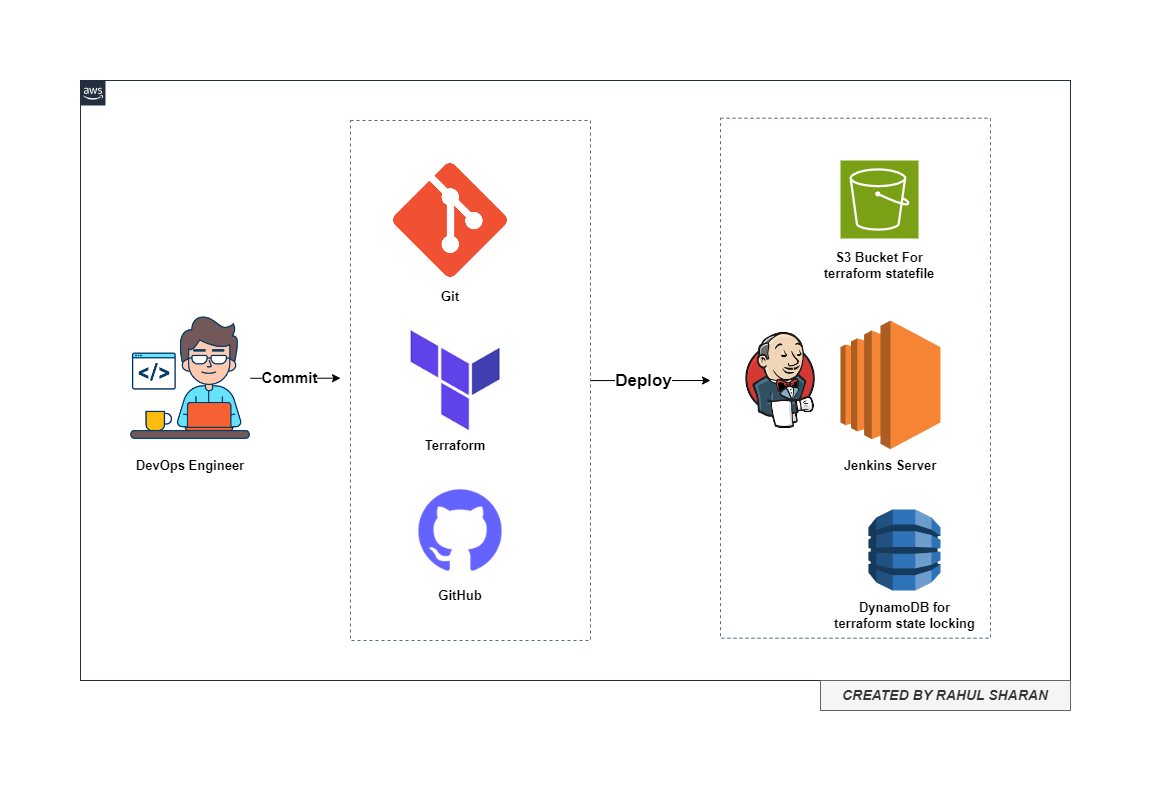 aws
Git
S3 Bucket For
terraform statefile
</>
Commit
Deploy
Terraform
DevOps Engineer
Jenkins Server
GitHub
DynamoDB for
terraform state locking
CREATED BY RAHUL SHARAN